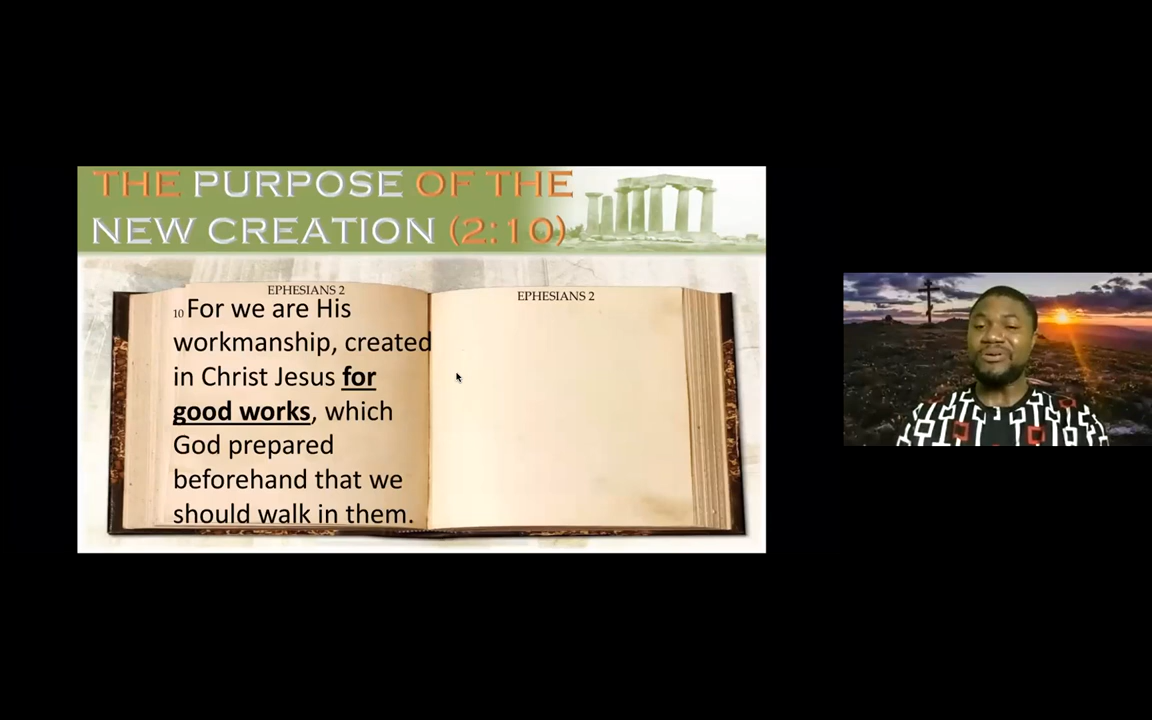 THE PURPOSE OF THE
NEW CREATION (2:10)
EPHESIANS 2
10 For we are His
workmanship, created
in Christ Jesus for
good works, which
God prepared
beforehand that we
should walk in them.
EPHESIANS 2